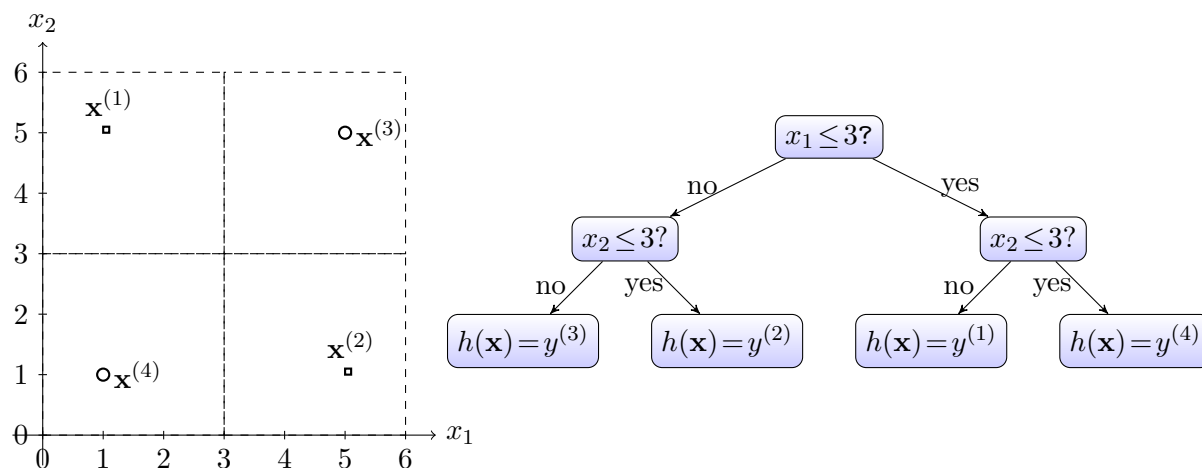 x₂
6
x⁽¹⁾
5
x⁽³⁾
4
3
2
x⁽²⁾
1
x⁽⁴⁾
0
x₁
0 1 2 3 4 5 6
x₁ ≤ 3?
no yes
x₂ ≤ 3? x₂ ≤ 3?
no yes no yes
h(x) = y⁽³⁾ h(x) = y⁽²⁾ h(x) = y⁽¹⁾ h(x) = y⁽⁴⁾